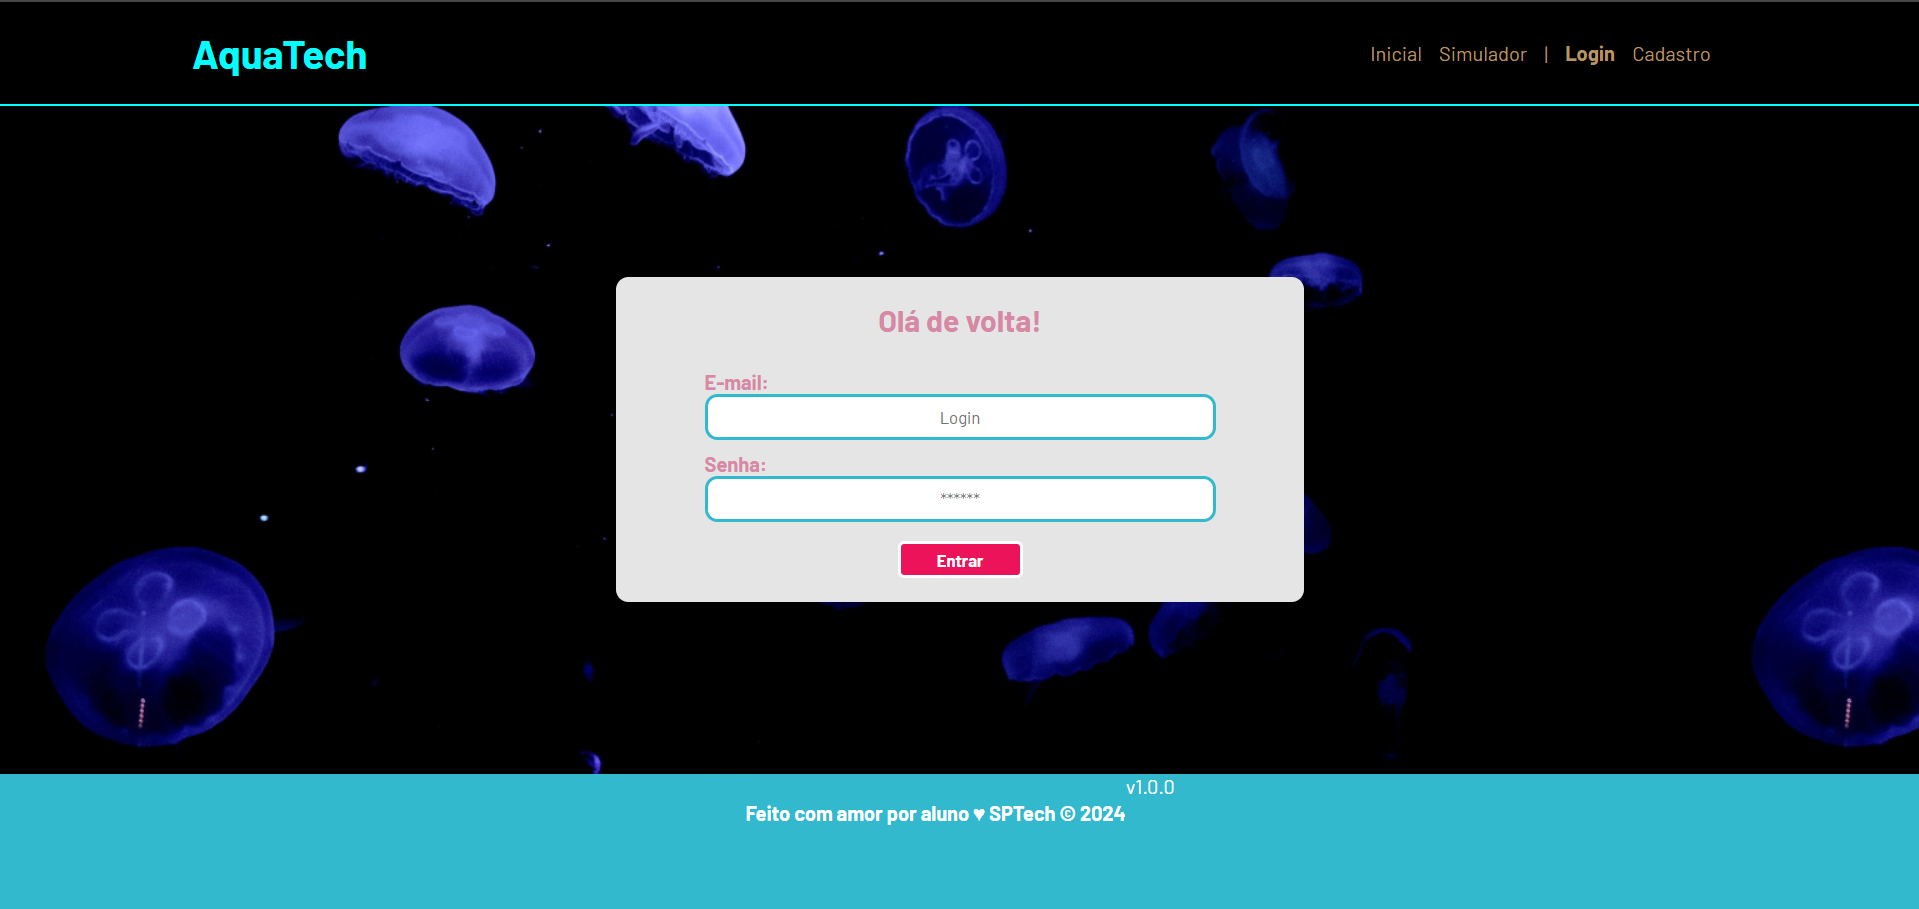 AquaTech
Inicial Simulador | Login Cadastro
Olá de volta!
E-mail:
Login
Senha:
******
Entrar
v1.0.0
Feito com amor por aluno ♥ SPTech © 2024